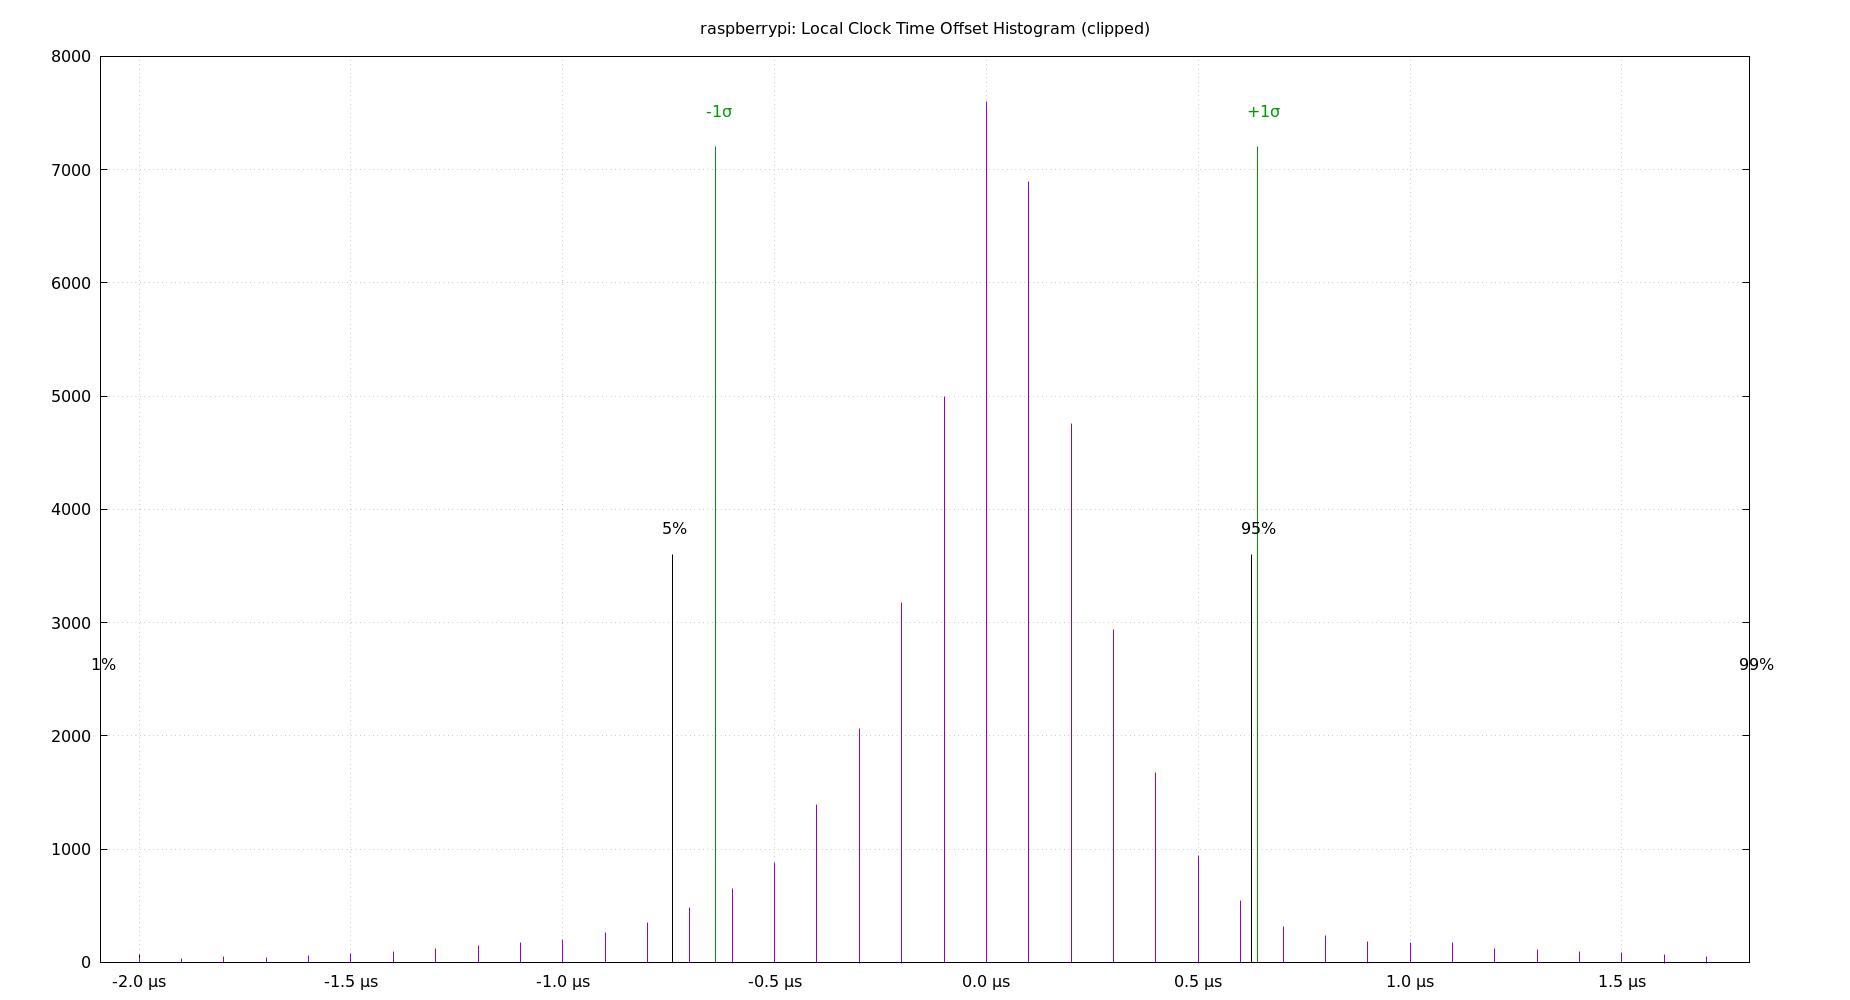 raspberrypi: Local Clock Time Offset Histogram (clipped)
8000
-1σ
+1σ
7000
6000
5000
4000
5%
95%
3000
1%
99%
2000
1000
0
-2.0 µs
-1.5 µs
-1.0 µs
-0.5 µs
0.0 µs
0.5 µs
1.0 µs
1.5 µs